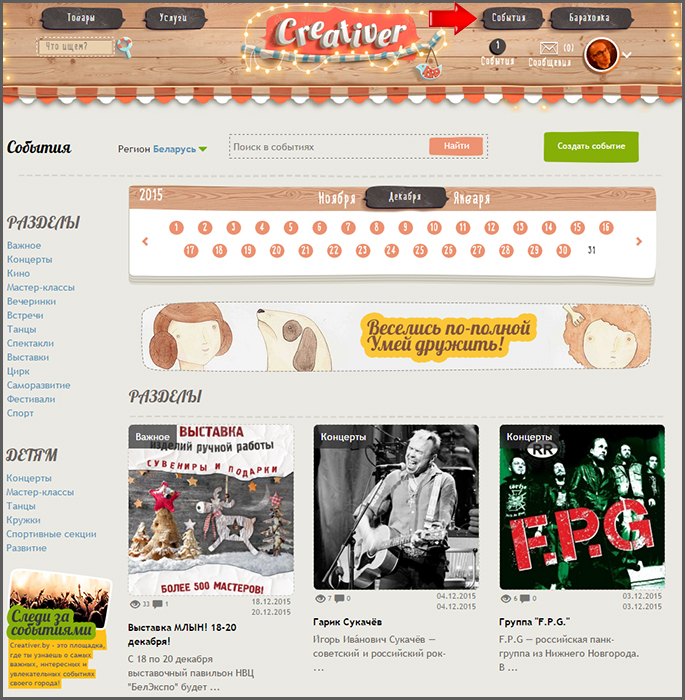 Товары
Услуги
Creativer
События
Барахолка
Что ищем?
1
События
(0)
Сообщения
События
Регион Беларусь
Поиск в событиях
Найти
Создать событие
2015
Ноября
Декабря
Января
1 2 3 4 5 6 7 8 9 10 11 12 13 14 15 16
17 18 19 20 21 22 23 24 25 26 27 28 29 30 31
РАЗДЕЛЫ
Важное
Концерты
Кино
Мастер-классы
Вечеринки
Встречи
Танцы
Спектакли
Выставки
Цирк
Саморазвитие
Фестивали
Спорт
ДЕТЯМ
Концерты
Мастер-классы
Танцы
Кружки
Спортивные секции
Развитие
Следи за
событиями
Creativer.by - это площадка,
где ты узнаешь о самых
важных, интересных и
увлекательных событиях
своего города!
Веселись по-полной
Умей дружить!
РАЗДЕЛЫ
Важное
ВЫСТАВКА
изделий ручной работы
СУВЕНИРЫ И ПОДАРКИ
БОЛЕЕ 500 МАСТЕРОВ!
33 1
18.12.2015
20.12.2015
Выставка МЛЫН! 18-20
декабря!
С 18 по 20 декабря
выставочный павильон НВЦ
"БелЭкспо" будет ...
Концерты
7 0
04.12.2015
04.12.2015
Гарик Сукачёв
И́горь Ива́нович Сукачёв —
советский и российский рок-
...
Концерты
RR
F.P.G
6 0
03.12.2015
03.12.2015
Группа "F.P.G."
F.P.G — российская панк-
группа из Нижнего Новгорода.
В ...